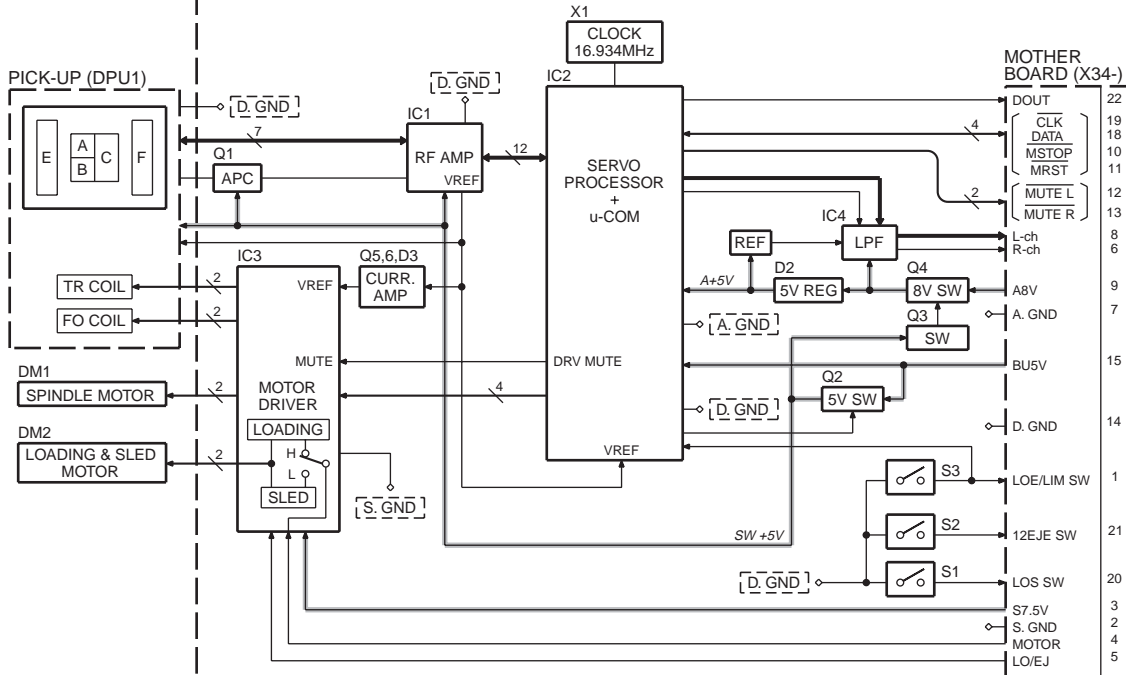 X1
CLOCK
16.934MHz
PICK-UP (DPU1)
D. GND
E
A
B
C
F
7
Q1
APC
D. GND
IC1
RF AMP
VREF
12
IC2
SERVO
PROCESSOR
+
u-COM
DRV MUTE
VREF
MOTHER
BOARD (X34-)
DOUT 22
4
CLK 19
DATA 18
MSTOP 10
MRST 11
2
MUTE L 12
MUTE R 13
IC4
LPF
REF
L-ch 8
R-ch 6
A+5V
D2
5V REG
Q4
8V SW
A8V 9
A. GND
A. GND 7
Q3
SW
BU5V 15
Q2
5V SW
D. GND
D. GND 14
IC3
VREF
Q5,6,D3
CURR.
AMP
TR COIL
2
FO COIL
2
MUTE
MOTOR
DRIVER
4
DM1
SPINDLE MOTOR
2
DM2
LOADING & SLED
MOTOR
2
LOADING
H
L
SLED
S. GND
SW +5V
S3
LOE/LIM SW 1
S2
12EJE SW 21
D. GND
S1
LOS SW 20
S7.5V 3
S. GND 2
MOTOR 4
LO/EJ 5